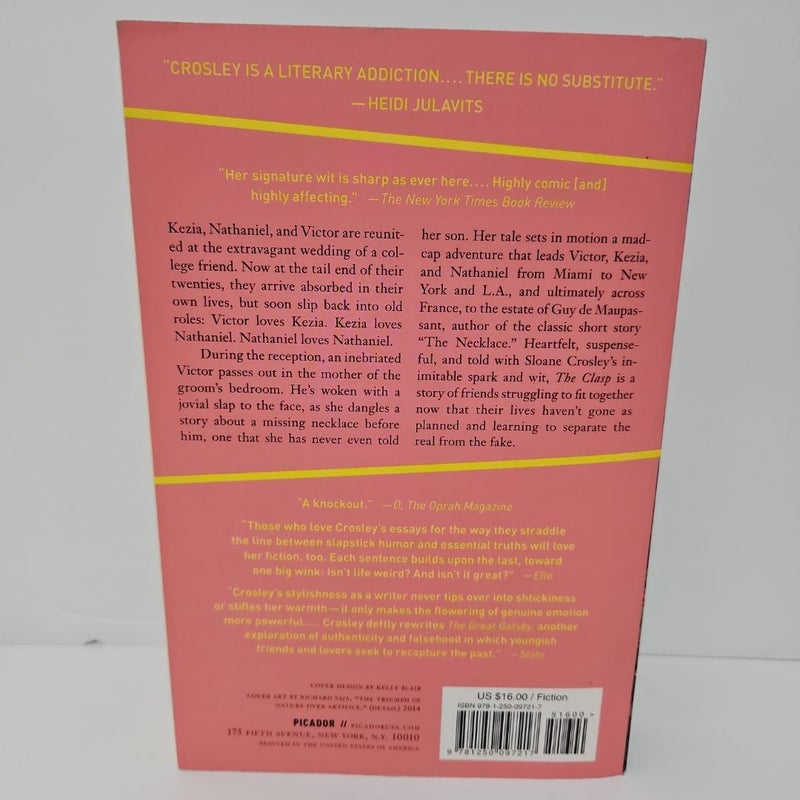 "CROSLEY IS A LITERARY ADDICTION.... THERE IS NO SUBSTITUTE."
—HEIDI JULAVITS
"Her signature wit is sharp as ever here.... Highly comic [and]
highly affecting." —The New York Times Book Review
Kezia, Nathaniel, and Victor are reunit-
ed at the extravagant wedding of a col-
lege friend. Now at the tail end of their
twenties, they arrive absorbed in their
own lives, but soon slip back into old
roles: Victor loves Kezia. Kezia loves
Nathaniel. Nathaniel loves Nathaniel.
During the reception, an inebriated
Victor passes out in the mother of the
groom's bedroom. He's woken with a
jovial slap to the face, as she dangles a
story about a missing necklace before
him, one that she has never even told
her son. Her tale sets in motion a mad-
cap adventure that leads Victor, Kezia,
and Nathaniel from Miami to New
York and L.A., and ultimately across
France, to the estate of Guy de Maupas-
sant, author of the classic short story
"The Necklace." Heartfelt, suspense-
ful, and told with Sloane Crosley's in-
imitable spark and wit, The Clasp is a
story of friends struggling to fit together
now that their lives haven't gone as
planned and learning to separate the
real from the fake.
"A knockout." —O, The Oprah Magazine
"Those who love Crosley's essays for the way they straddle
the line between slapstick humor and essential truths will love
her fiction, too. Each sentence builds upon the last, toward
one big wink: Isn't life weird? And isn't it great?" —Elle
"Crosley's stylishness as a writer never tips over into shtickiness
or stifles her warmth—it only makes the flowering of genuine emotion
more powerful.... Crosley deftly rewrites The Great Gatsby, another
exploration of authenticity and falsehood in which youngish
friends and lovers seek to recapture the past." —Slate
COVER DESIGN BY KELLY BLAIR
COVER ART BY RICHARD SAJA, "THE TRIUMPH OF
NATURE OVER ARTIFICE," (DETAIL) 2014
PICADOR // PICADORUSA.COM
175 FIFTH AVENUE, NEW YORK, N.Y. 10010
PRINTED IN THE UNITED STATES OF AMERICA
US $16.00 / Fiction
ISBN 978-1-250-09721-7
51600 >
9 781250 097217